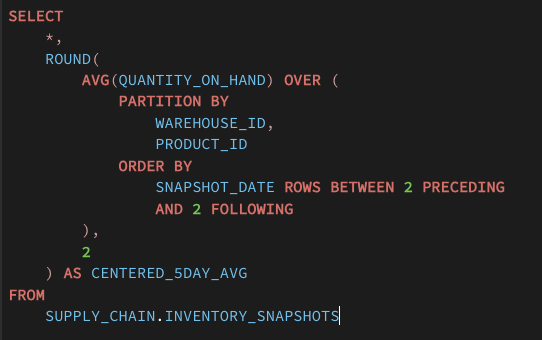 SELECT
    *,
    ROUND(
        AVG(QUANTITY_ON_HAND) OVER (
            PARTITION BY
                WAREHOUSE_ID,
                PRODUCT_ID
            ORDER BY
                SNAPSHOT_DATE ROWS BETWEEN 2 PRECEDING
                AND 2 FOLLOWING
        ),
        2
    ) AS CENTERED_5DAY_AVG
FROM
    SUPPLY_CHAIN.INVENTORY_SNAPSHOTS